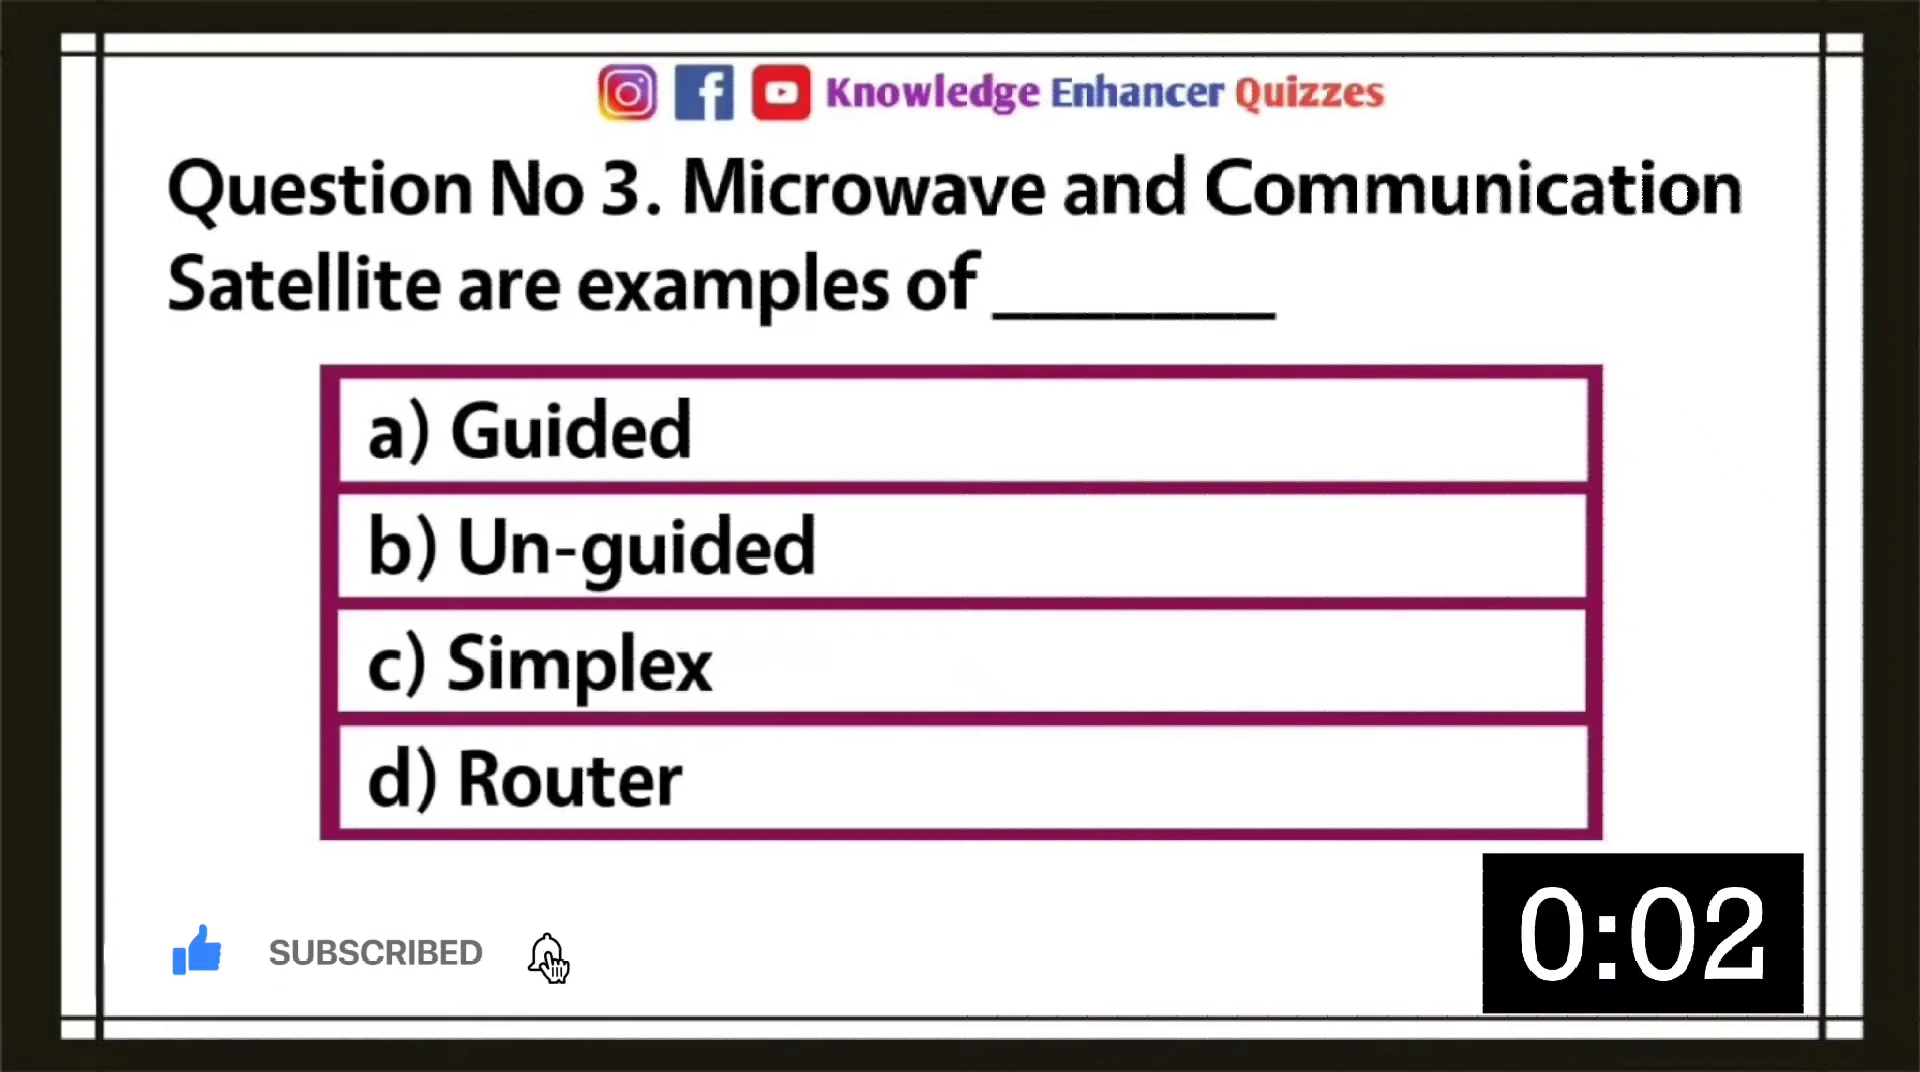 Knowledge Enhancer Quizzes
Question No 3. Microwave and Communication
Satellite are examples of ________
a) Guided
b) Un-guided
c) Simplex
d) Router
SUBSCRIBED
0:02